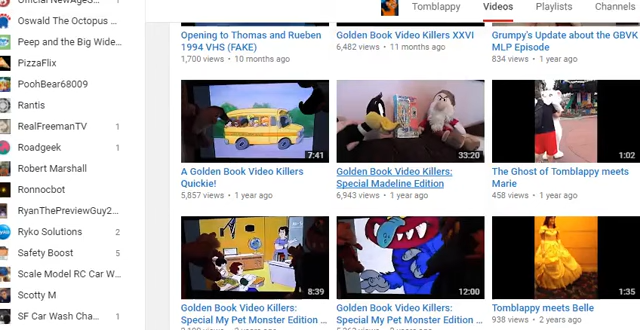 Official NewAgeS...
Tomblappy Videos Playlists Channels
Oswald The Octopus ...
Peep and the Big Wide...
PizzaFlix
PoohBear68009
Rantis
RealFreemanTV 1
Roadgeek 1
Robert Marshall
Ronnocbot
RyanThePreviewGuy2...
Ryko Solutions 2
Safety Boost 5
Scale Model RC Car W...
Scotty M
SF Car Wash Cha... 1
Opening to Thomas and Rueben
1994 VHS (FAKE)
1,700 views • 10 months ago
Golden Book Video Killers XXVI
6,482 views • 11 months ago
Grumpy's Update about the GBVK
MLP Episode
834 views • 1 year ago
7:41
A Golden Book Video Killers
Quickie!
5,857 views • 1 year ago
33:20
Golden Book Video Killers:
Special Madeline Edition
6,943 views • 1 year ago
1:02
The Ghost of Tomblappy meets
Marie
458 views • 1 year ago
8:39
Golden Book Video Killers:
Special My Pet Monster Edition ...
12:00
Golden Book Video Killers:
Special My Pet Monster Edition ...
1:35
Tomblappy meets Belle
938 views • 2 years ago